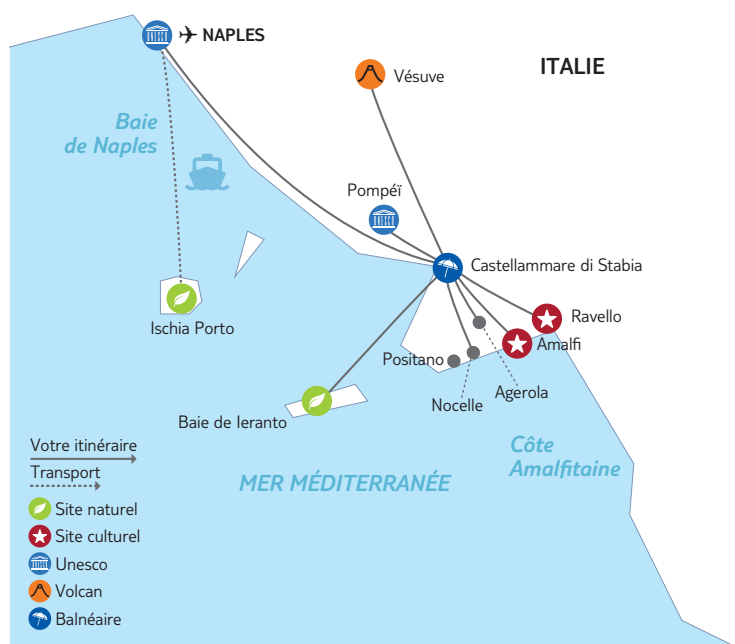 NAPLES
ITALIE
Vésuve
Baie
de Naples
Pompéï
Castellammare di Stabia
Ravello
Ischia Porto
Amalfi
Positano
Agerola
Nocelle
Baie de Ieranto
Côte
Amalfitaine
MER MÉDITERRANÉE
Votre itinéraire
Transport
Site naturel
Site culturel
Unesco
Volcan
Balnéaire